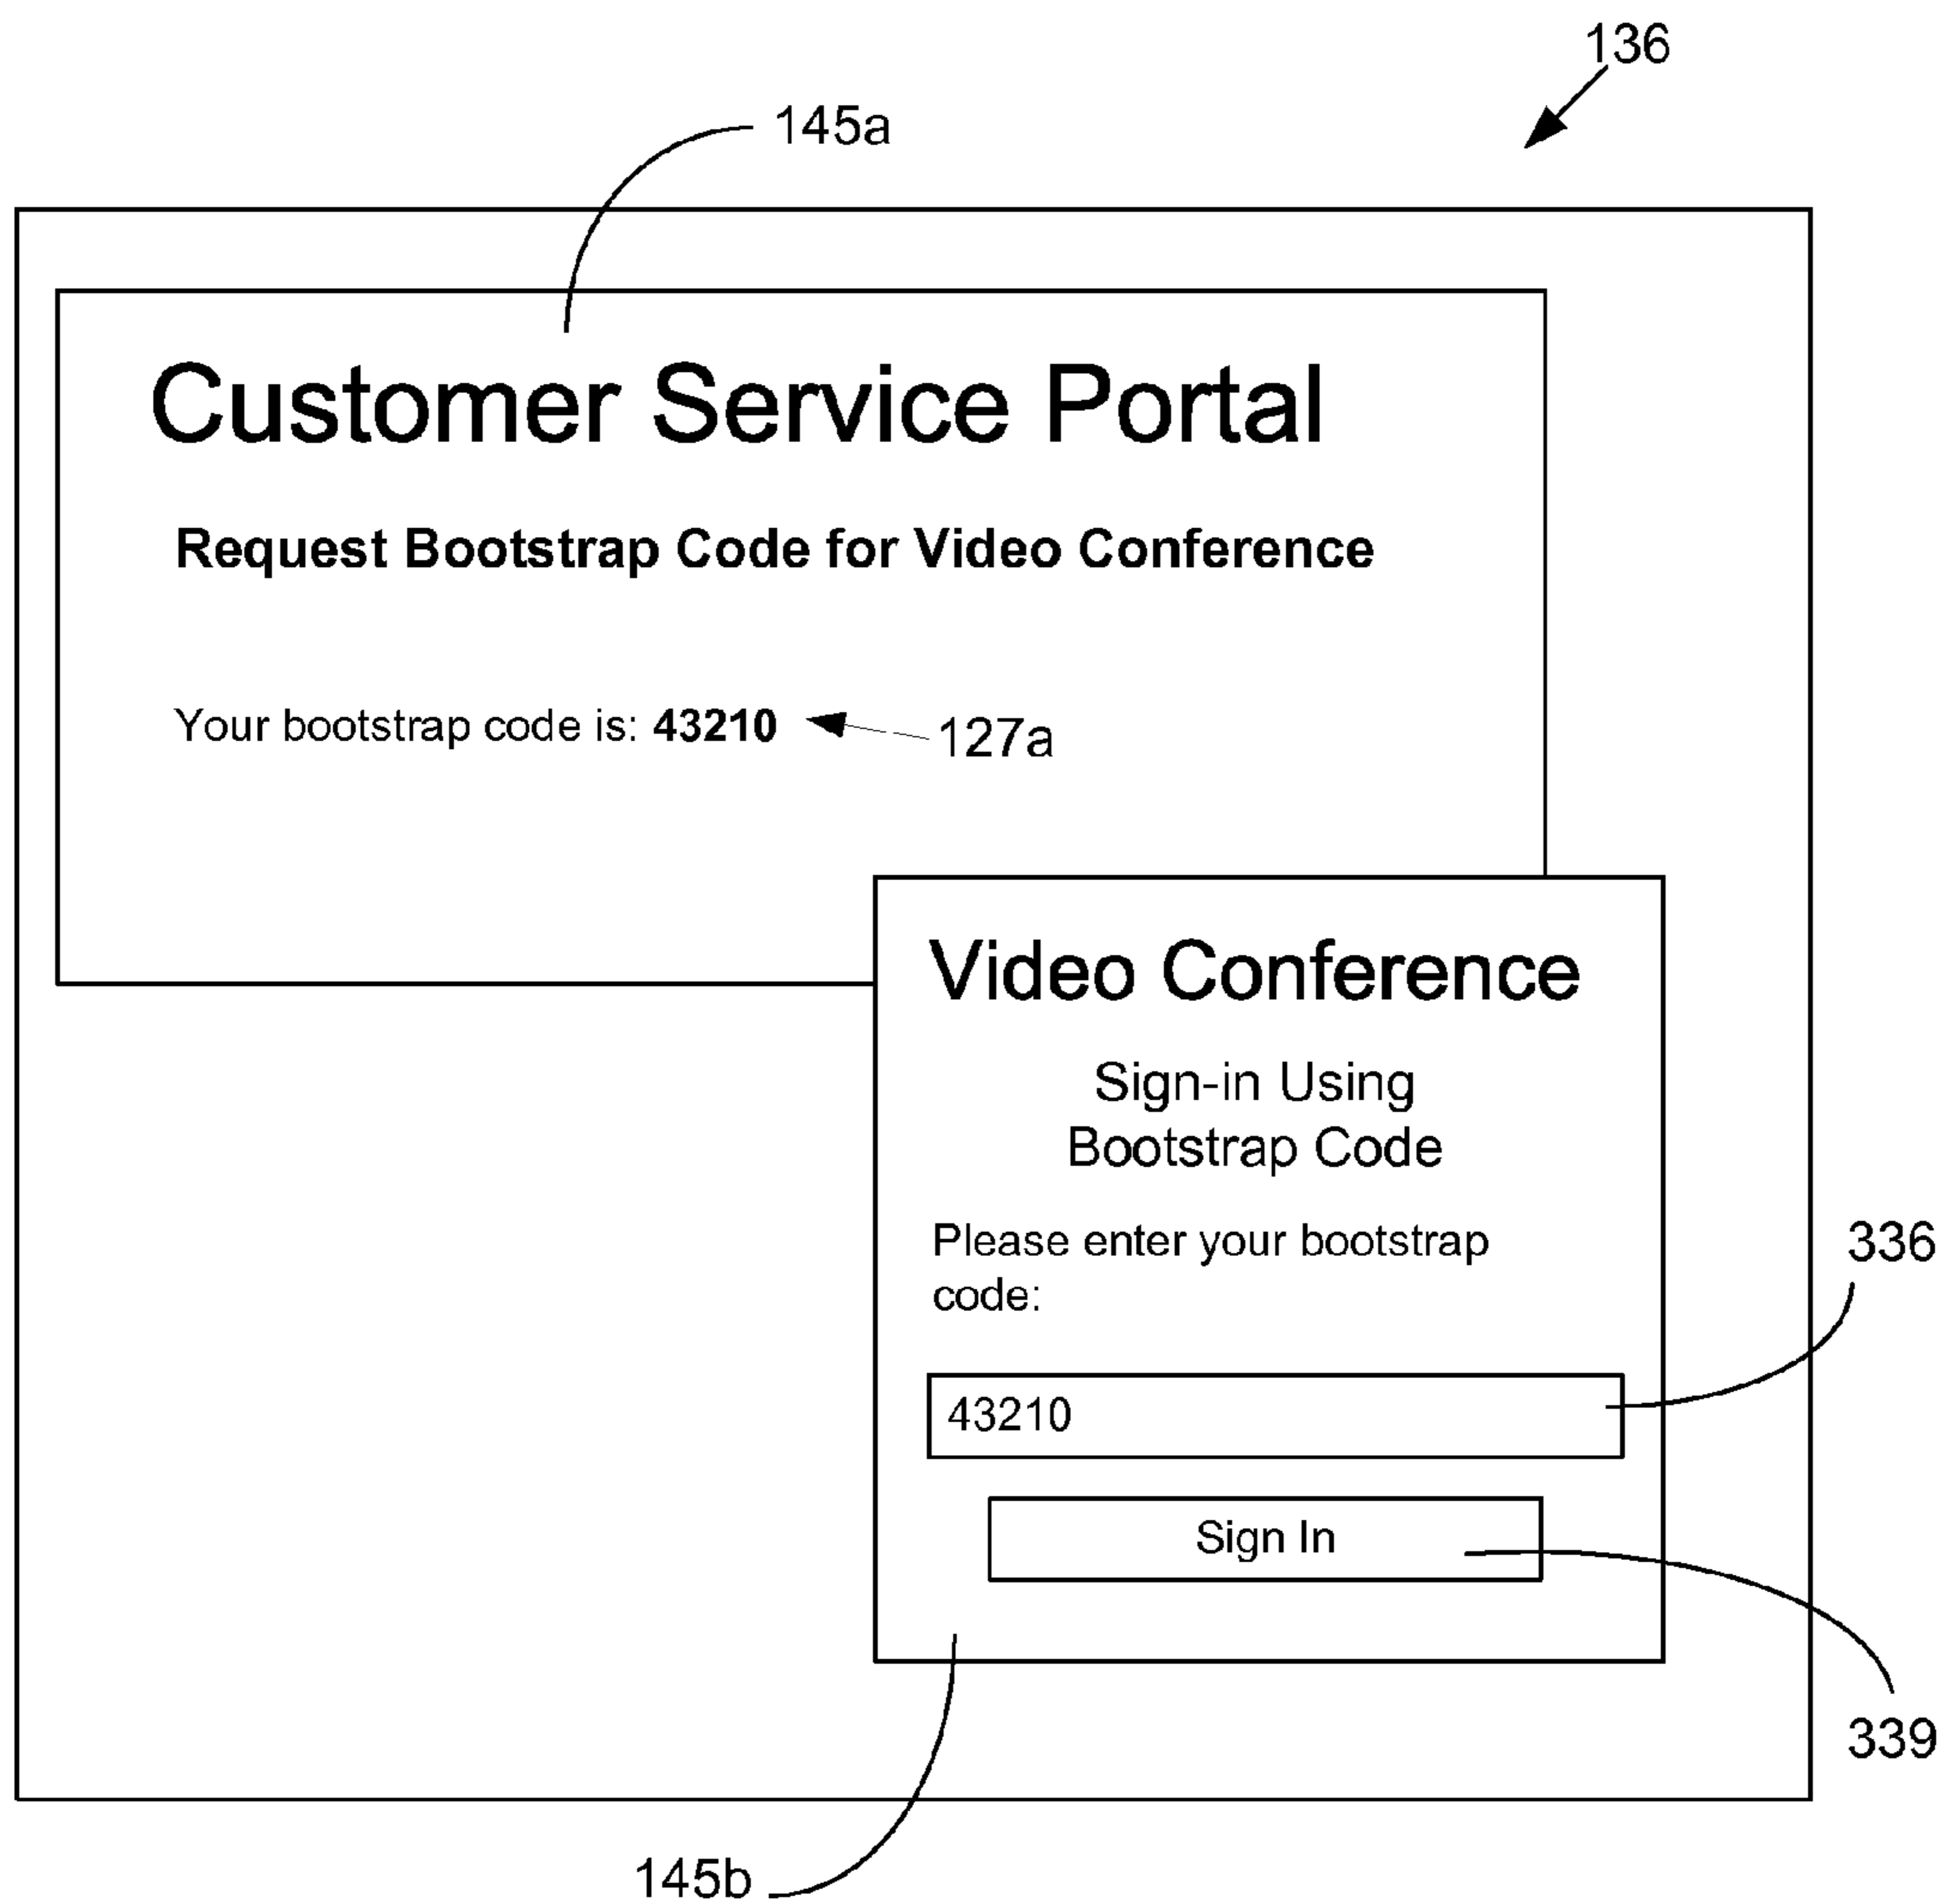 136
145a
Customer Service Portal
Request Bootstrap Code for Video Conference
Your bootstrap code is: 43210
127a
Video Conference
Sign-in Using
Bootstrap Code
Please enter your bootstrap
code:
336
43210
Sign In
339
145b